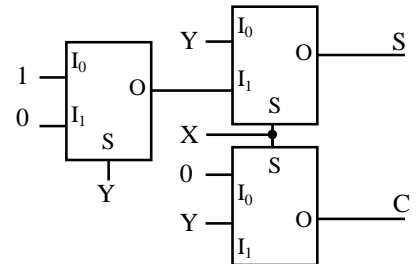 Y I₀ O S
1 I₀ O I₁
0 I₁ S
S X
Y S
0 I₀
Y O C
I₁